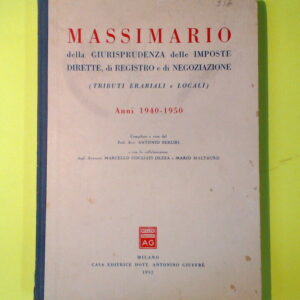 MASSIMARIO
della GIURISPRUDENZA delle IMPOSTE
DIRETTE, di REGISTRO e di NEGOZIAZIONE
(TRIBUTI ERARIALI e LOCALI)
Anni 1940-1950
Compilato a cura del
Prof. Avv. ANTONIO BERLIRI
e con la collaborazione
degli Avvocati MARCELLO FOGLIATI DEZZA e MARIO MALTAURO
AG
MILANO
CASA EDITRICE DOTT. ANTONINO GIUFFRÈ
1952